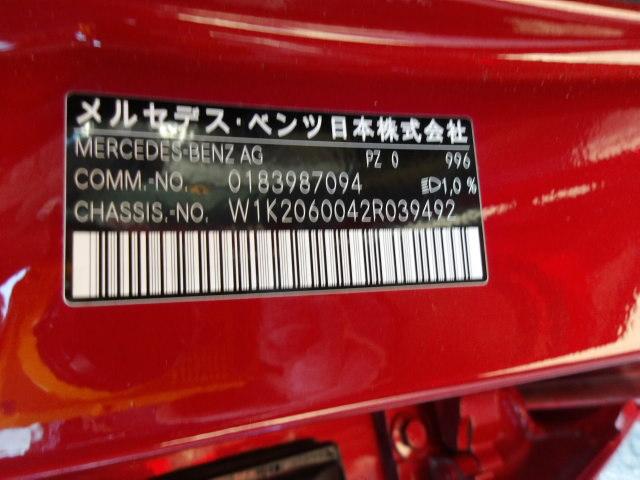 メルセデス・ベンツ日本株式会社
MERCEDES-BENZ AG PZ 0 996
COMM.-NO. 0183987094 1,0 %
CHASSIS.-NO. W1K2060042R039492